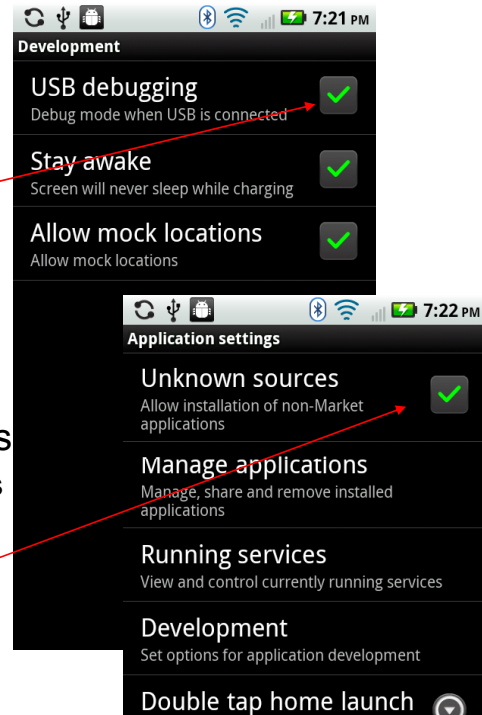 7:21 PM
Development
USB debugging
Debug mode when USB is connected
Stay awake
Screen will never sleep while charging
Allow mock locations
Allow mock locations
7:22 PM
Application settings
Unknown sources
Allow installation of non-Market
applications
s
s
Manage applications
Manage, share and remove installed
applications
Running services
View and control currently running services
Development
Set options for application development
Double tap home launch